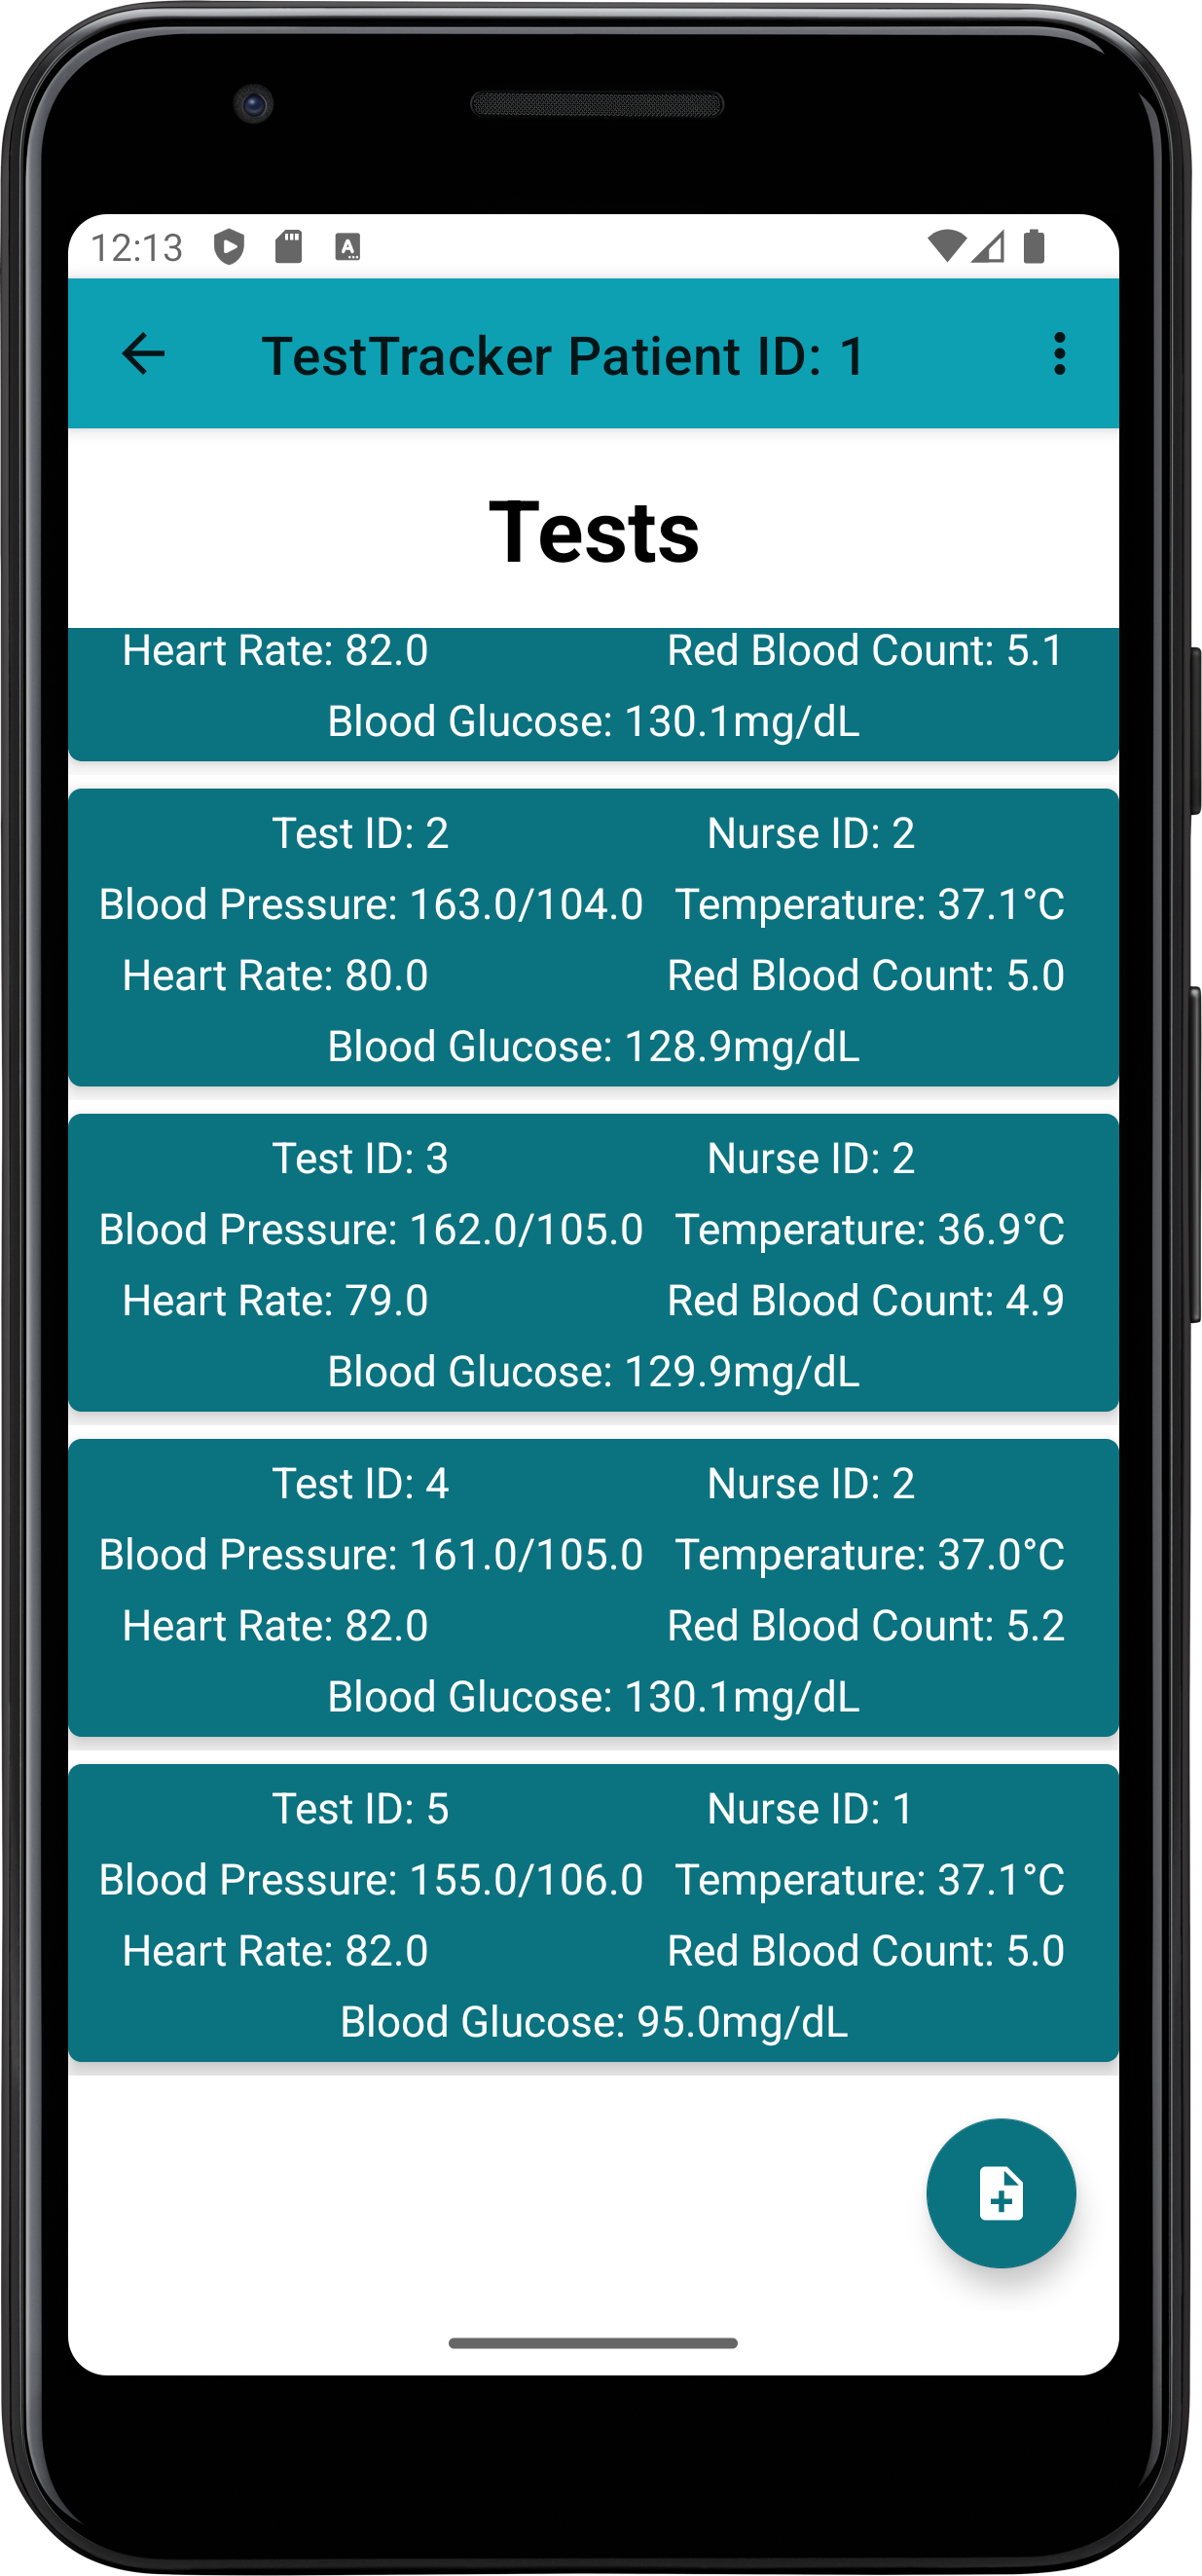 12:13
TestTracker Patient ID: 1
Tests
Heart Rate: 82.0 Red Blood Count: 5.1
Blood Glucose: 130.1mg/dL
Test ID: 2 Nurse ID: 2
Blood Pressure: 163.0/104.0 Temperature: 37.1°C
Heart Rate: 80.0 Red Blood Count: 5.0
Blood Glucose: 128.9mg/dL
Test ID: 3 Nurse ID: 2
Blood Pressure: 162.0/105.0 Temperature: 36.9°C
Heart Rate: 79.0 Red Blood Count: 4.9
Blood Glucose: 129.9mg/dL
Test ID: 4 Nurse ID: 2
Blood Pressure: 161.0/105.0 Temperature: 37.0°C
Heart Rate: 82.0 Red Blood Count: 5.2
Blood Glucose: 130.1mg/dL
Test ID: 5 Nurse ID: 1
Blood Pressure: 155.0/106.0 Temperature: 37.1°C
Heart Rate: 82.0 Red Blood Count: 5.0
Blood Glucose: 95.0mg/dL